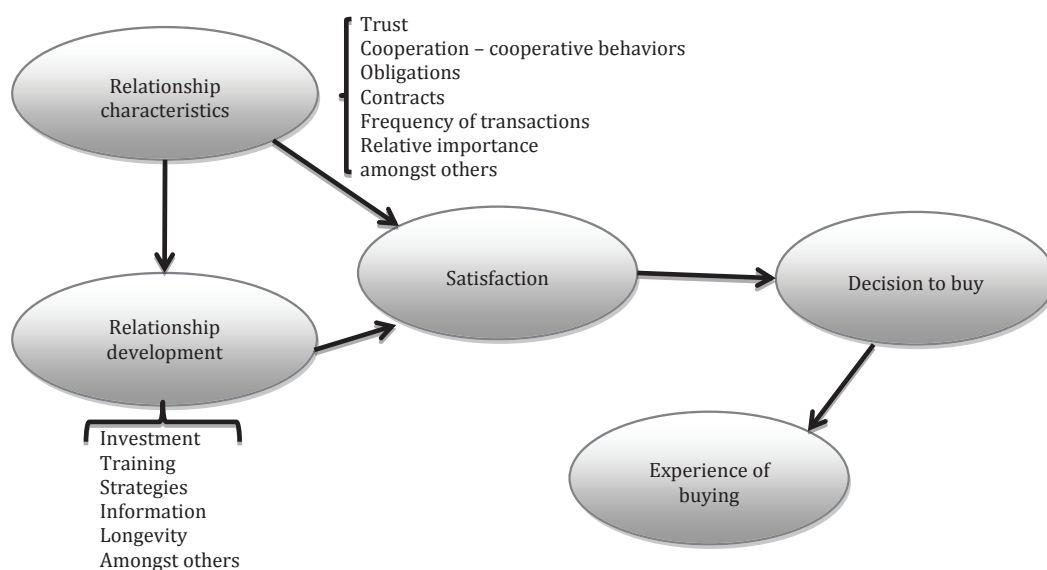 Relationship
characteristics
Trust
Cooperation – cooperative behaviors
Obligations
Contracts
Frequency of transactions
Relative importance
amongst others
Satisfaction
Decision to buy
Relationship
development
Investment
Training
Strategies
Information
Longevity
Amongst others
Experience of
buying